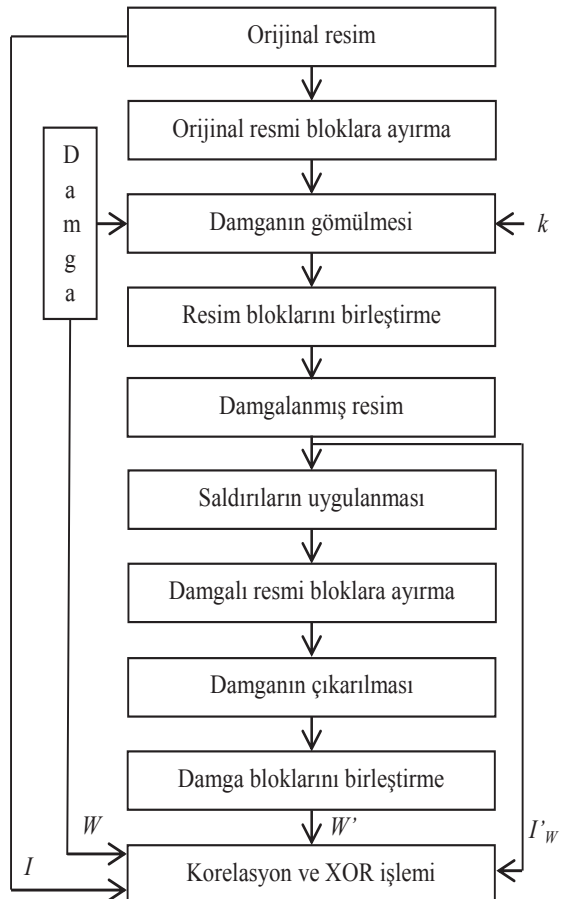 Orijinal resim
Orijinal resmi bloklara ayırma
Damga
Damganın gömülmesi
k
Resim bloklarını birleştirme
Damgalanmış resim
Saldırıların uygulanması
Damgalı resmi bloklara ayırma
Damganın çıkarılması
Damga bloklarını birleştirme
W
W’
I’W
I
Korelasyon ve XOR işlemi